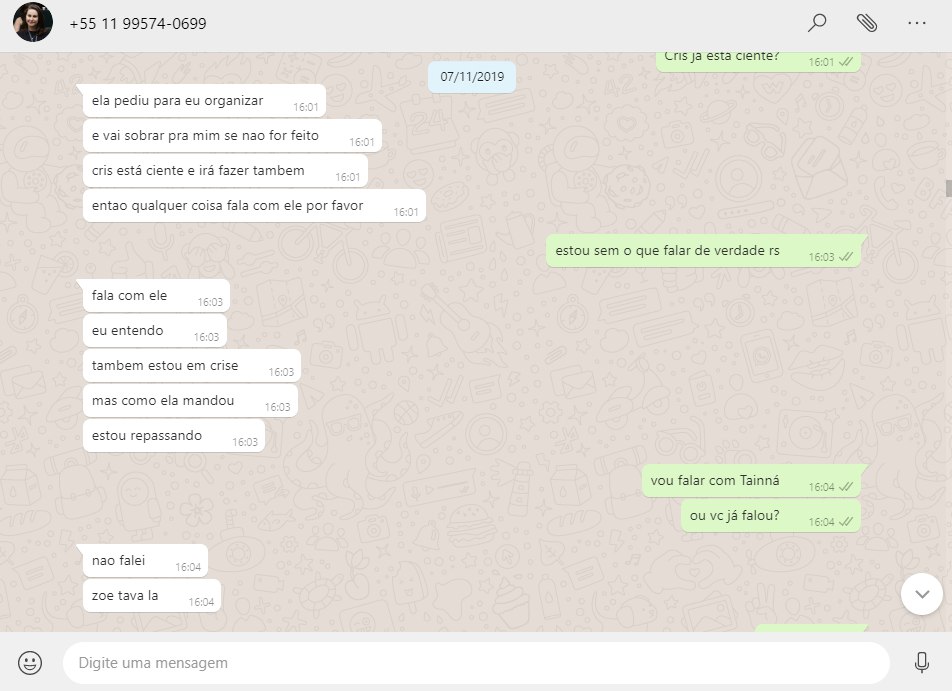 +55 11 99574-0699
Cris já está ciente?
16:01
07/11/2019
ela pediu para eu organizar
16:01
e vai sobrar pra mim se nao for feito
16:01
cris está ciente e irá fazer tambem
16:01
entao qualquer coisa fala com ele por favor
16:01
estou sem o que falar de verdade rs
16:03
fala com ele
16:03
eu entendo
16:03
tambem estou em crise
16:03
mas como ela mandou
16:03
estou repassando
16:03
vou falar com Tainná
16:04
ou vc já falou?
16:04
nao falei
16:04
zoe tava la
16:04
Digite uma mensagem